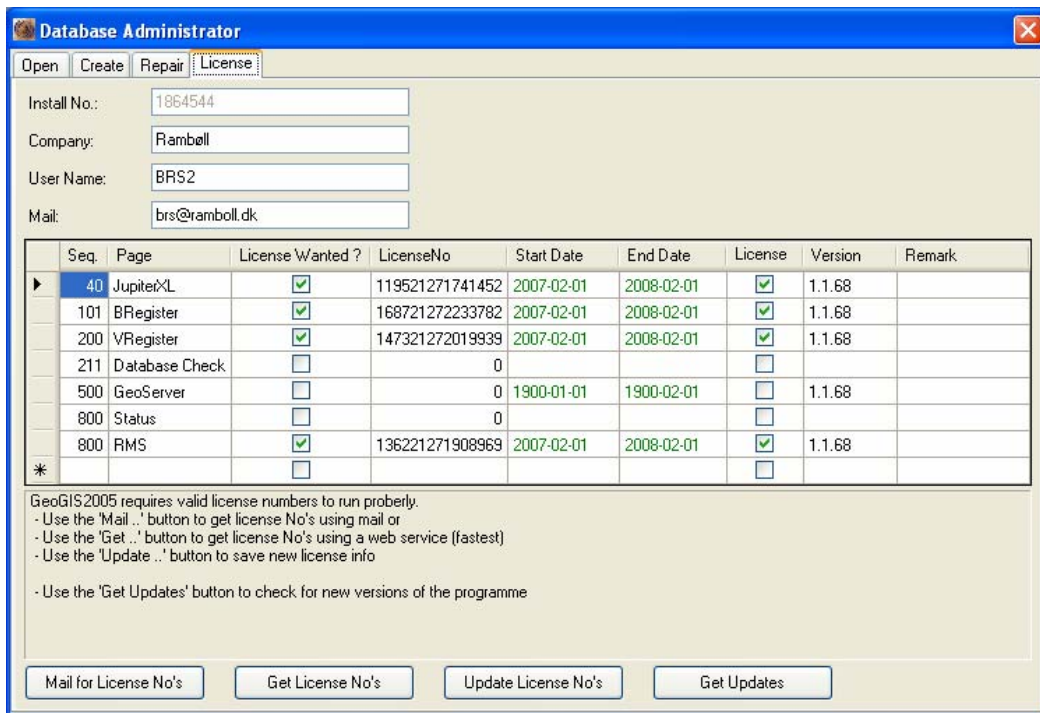 Database Administrator
Open Create Repair License
Install No.: 1864544
Company: Rambøll
User Name: BRS2
Mail: brs@ramboll.dk
Seq. Page License Wanted ? LicenseNo Start Date End Date License Version Remark
40 JupiterXL 119521271741452 2007-02-01 2008-02-01 1.1.68
101 BRegister 168721272233782 2007-02-01 2008-02-01 1.1.68
200 VRegister 147321272019939 2007-02-01 2008-02-01 1.1.68
211 Database Check 0
500 GeoServer 0 1900-01-01 1900-02-01 1.1.68
800 Status 0
800 RMS 136221271908969 2007-02-01 2008-02-01 1.1.68
GeoGIS2005 requires valid license numbers to run proberly.
- Use the 'Mail ..' button to get license No's using mail or
- Use the 'Get ..' button to get license No's using a web service (fastest)
- Use the 'Update ..' button to save new license info
- Use the 'Get Updates' button to check for new versions of the programme
Mail for License No's Get License No's Update License No's Get Updates